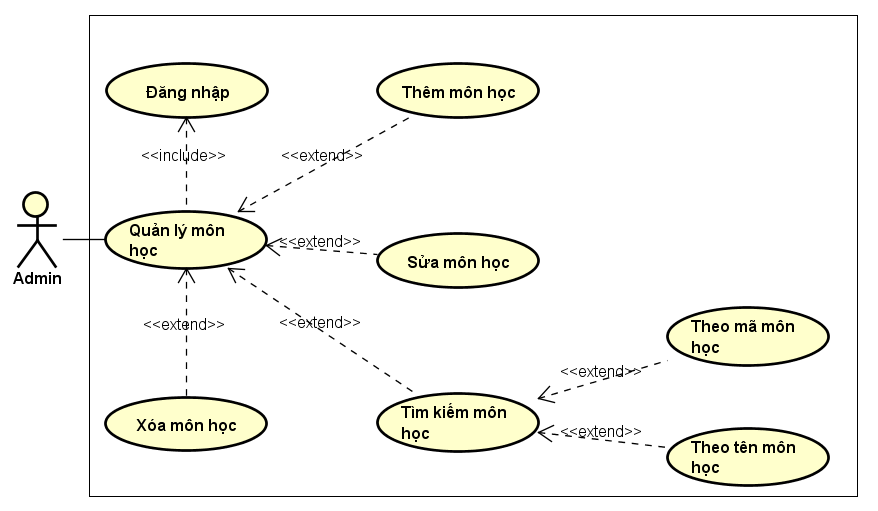 Đăng nhập
Thêm môn học
<<include>>
<<extend>>
Quản lý môn
học
<<extend>>
Sửa môn học
Admin
<<extend>>
<<extend>>
Theo mã môn
học
<<extend>>
Xóa môn học
Tìm kiếm môn
học
<<extend>>
Theo tên môn
học